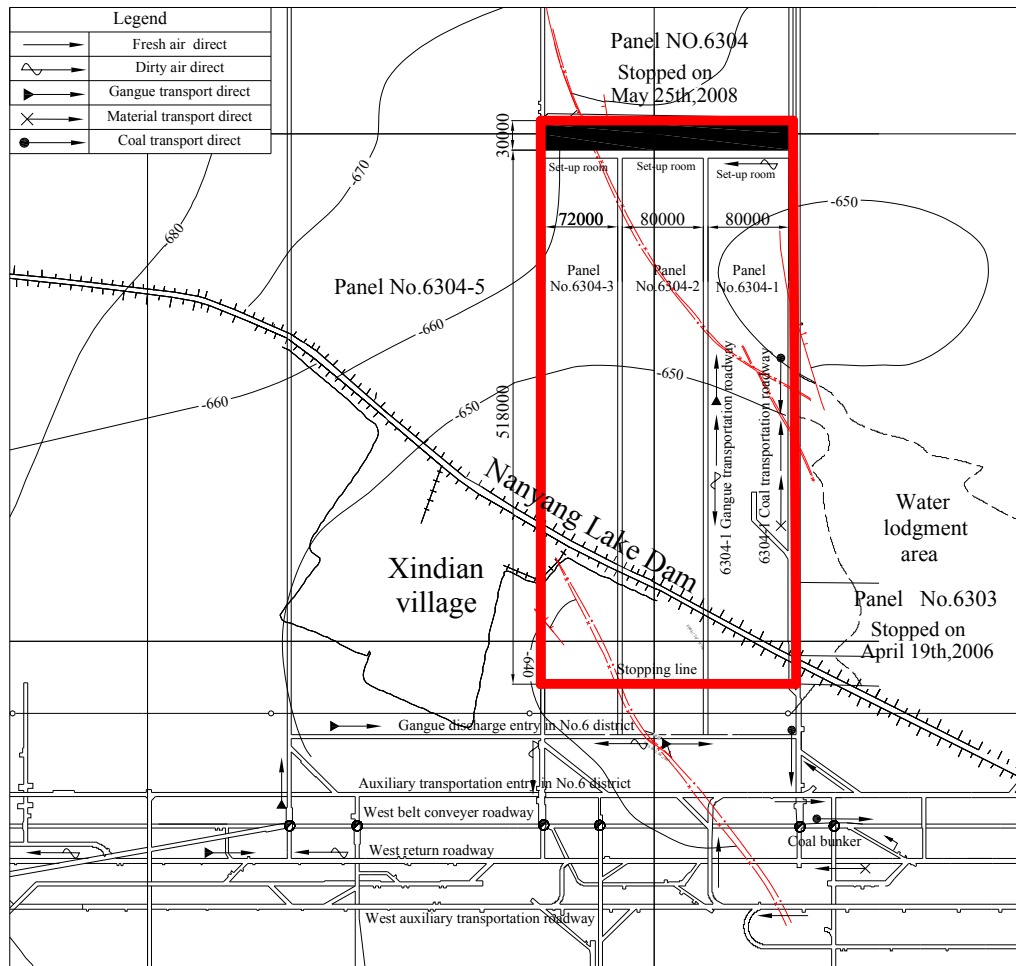 Legend
Fresh air direct
Dirty air direct
Gangue transport direct
Material transport direct
Coal transport direct
Panel NO.6304
Stopped on
May 25th,2008
30000
Set-up room
Set-up room
Set-up room
-670
-680
-650
72000
80000
80000
Panel
No.6304-3
Panel
No.6304-2
Panel
No.6304-1
Panel No.6304-5
-660
-660
-650
-650
518000
6304-1 Gangue transportation roadway
6304-1 Coal transportation roadway
Nanyang Lake Dam
Water
lodgment
area
Xindian
village
Panel No.6303
Stopped on
April 19th,2006
-640
Stopping line
Gangue discharge entry in No.6 district
Auxiliary transportation entry in No.6 district
West belt conveyer roadway
Coal bunker
West return roadway
West auxiliary transportation roadway